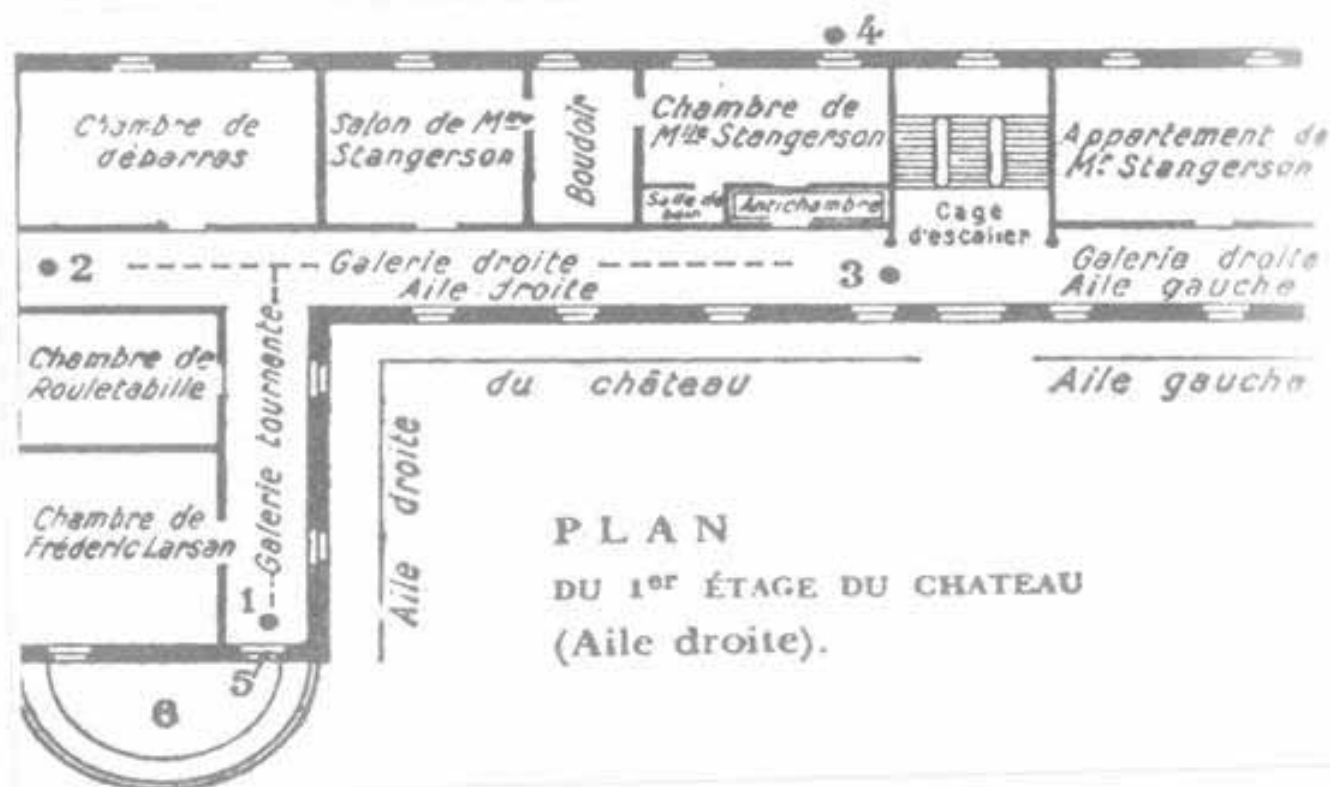 4
Chambre de
débarras
Salon de Mme
Stangerson
Boudoir
Chambre de
Mlle Stangerson
Salle de
bain
Antichambre
Cage
d'escalier
Appartement de
Mr Stangerson
2
Galerie droite
Aile droite
3
Galerie droite
Aile gauche
Chambre de
Rouletabille
Galerie tournante
du château
Aile gauche
Aile droite
Chambre de
Fréderic Larsan
1
5
6
PLAN
DU 1er ÉTAGE DU CHATEAU
(Aile droite).